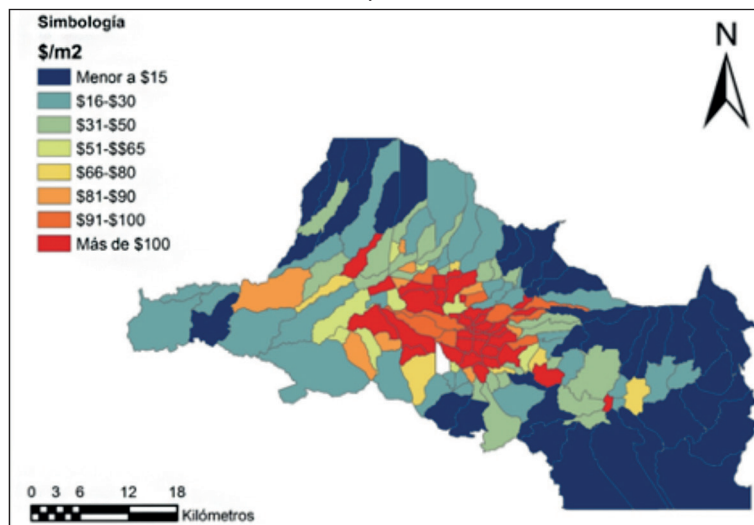 Simbología
$/m2
Menor a $15
$16-$30
$31-$50
$51-$$65
$66-$80
$81-$90
$91-$100
Más de $100
N
0 3 6 12 18
Kilómetros